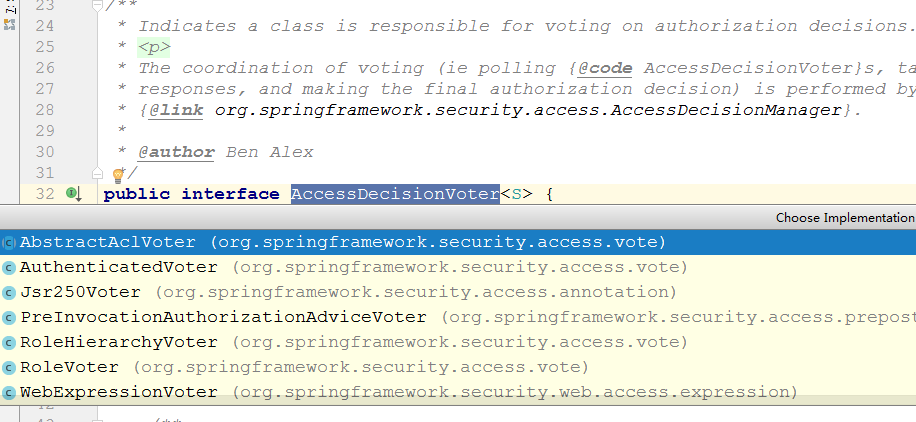 23 /**
24 * Indicates a class is responsible for voting on authorization decisions.
25 * <p>
26 * The coordination of voting (ie polling {@code AccessDecisionVoter}s, ta
27 * responses, and making the final authorization decision) is performed by
28 * {@link org.springframework.security.access.AccessDecisionManager}.
29 *
30 * @author Ben Alex
31 */
32 public interface AccessDecisionVoter<S> {
Choose Implementation
AbstractAclVoter (org.springframework.security.access.vote)
AuthenticatedVoter (org.springframework.security.access.vote)
Jsr250Voter (org.springframework.security.access.annotation)
PreInvocationAuthorizationAdviceVoter (org.springframework.security.access.prepost
RoleHierarchyVoter (org.springframework.security.access.vote)
RoleVoter (org.springframework.security.access.vote)
WebExpressionVoter (org.springframework.security.web.access.expression)
/**